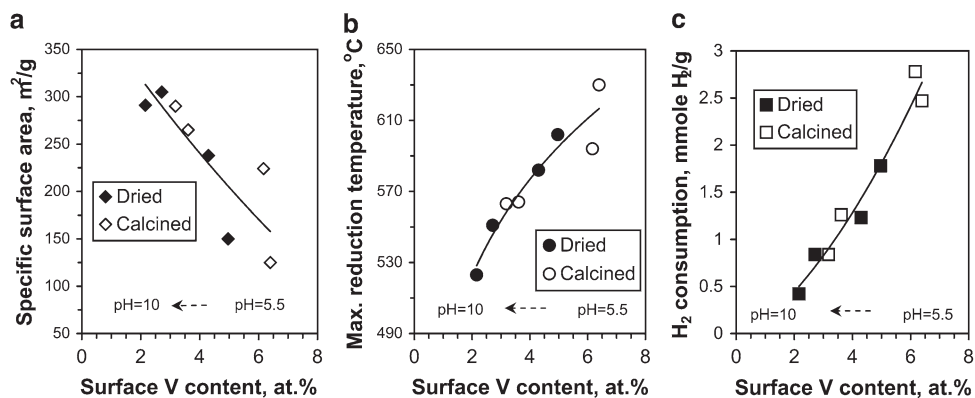 a
Specific surface area, m²/g
350
300
250
200
150
100
50
Dried
Calcined
pH=10
pH=5.5
0
2
4
6
8
Surface V content, at.%
b
Max. reduction temperature,°C
650
610
570
530
490
Dried
Calcined
pH=10
pH=5.5
0
2
4
6
8
Surface V content, at.%
c
H₂ consumption, mmole H₂/g
3
2.5
2
1.5
1
0.5
0
Dried
Calcined
pH=10
pH=5.5
0
2
4
6
8
Surface V content, at.%